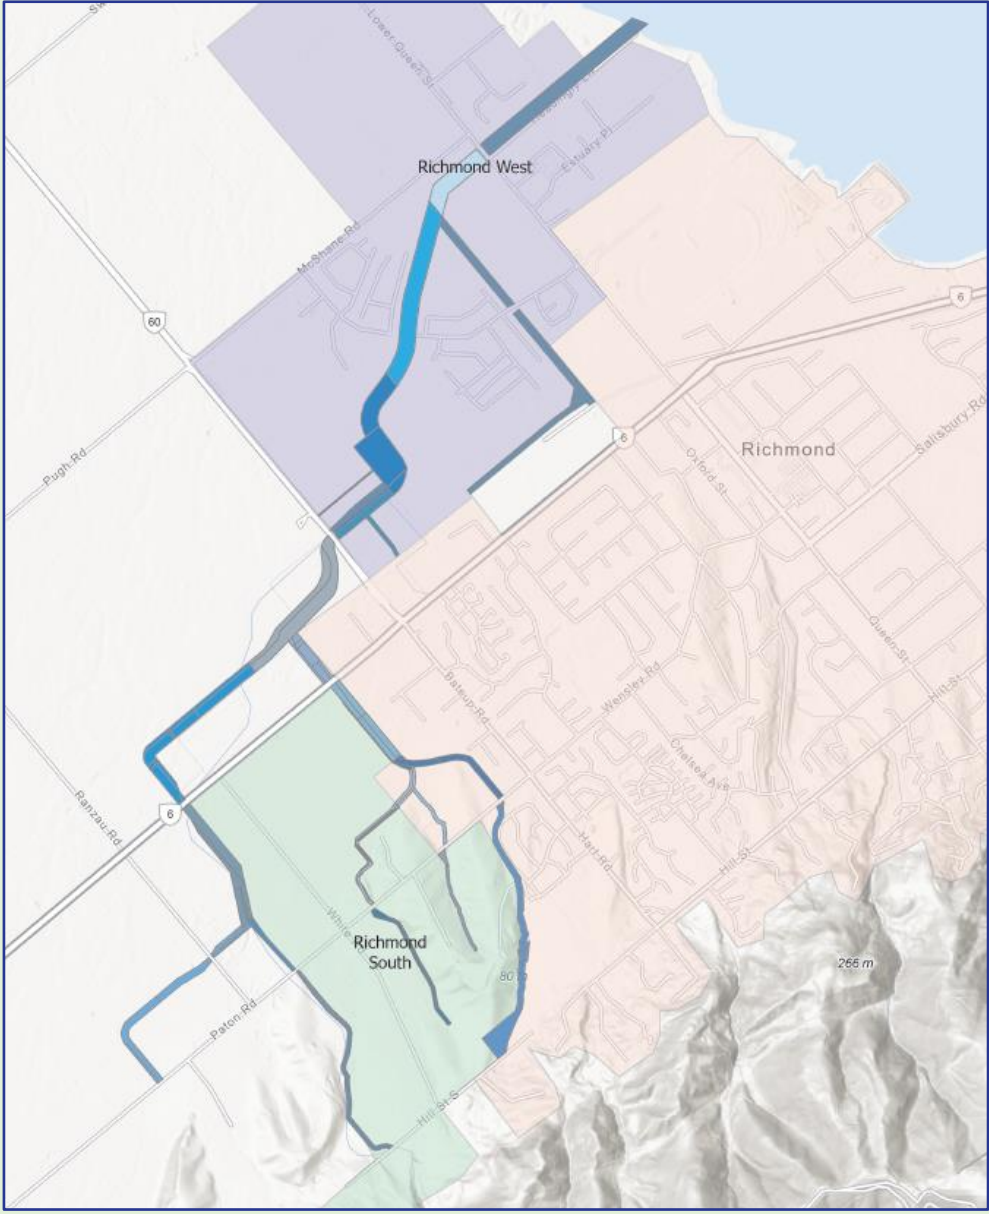 Lower Queen St
Estuary Pl
Richmond West
McShane Rd
6
60
6
Richmond
Salisbury Rd
Oxford St
Pugh Rd
Queen St
Hill St
Wensley Rd
Bateup Rd
Chelsea Ave
Ranzau Rd
6
Hart Rd
Hill St
White
Richmond
South
266 m
80
Paton Rd
Hill St S